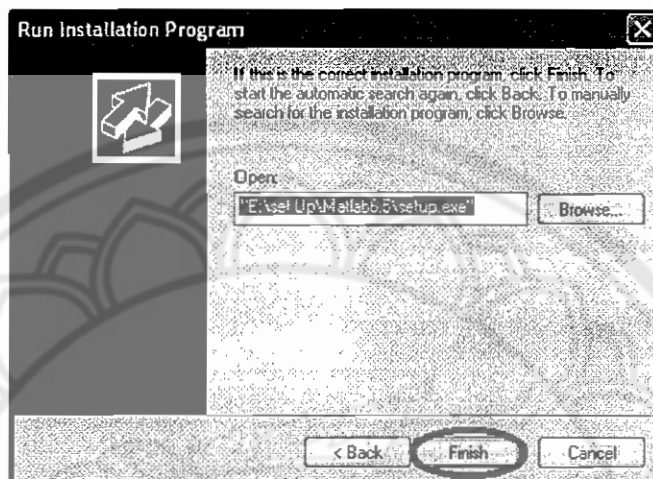 Run Installation Program
If this is the correct installation program, click Finish. To
start the automatic search again, click Back. To manually
search for the installation program, click Browse.
Open:
"E:\set Up\Matlab6.5\setup.exe"
Browse...
< Back
Finish
Cancel